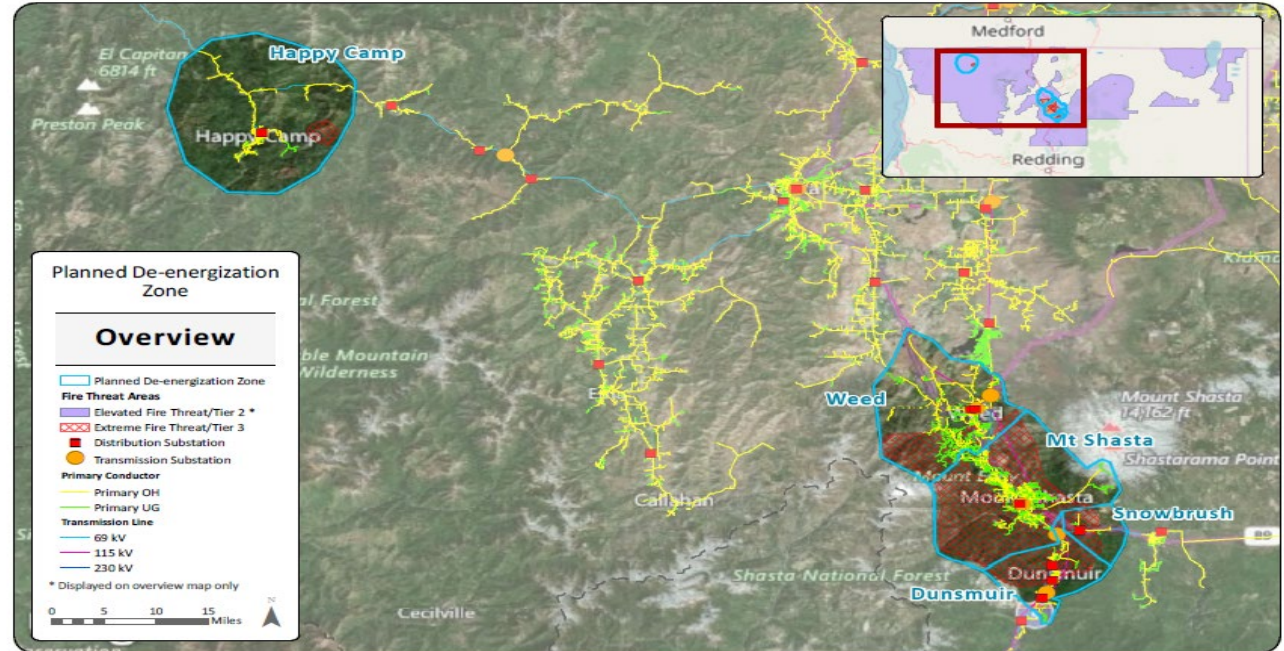 El Capitan
6814 ft
Preston Peak
Happy Camp
Happy Camp
Medford
Redding
Planned De-energization
Zone
Overview
Planned De-energization Zone
Fire Threat Areas
Elevated Fire Threat/Tier 2 *
Extreme Fire Threat/Tier 3
Distribution Substation
Transmission Substation
Primary Conductor
Primary OH
Primary UG
Transmission Line
69 kV
115 kV
230 kV
* Displayed on overview map only
0 5 10 15
Miles
N
al Forest
ble Mountain
Wilderness
Callahan
Cecilville
Weed
Mount Shasta
14,162 ft
Mt Shasta
Shastarama Point
Snowbrush
89
Shasta National Forest
Dunsmuir
Dunsmuir